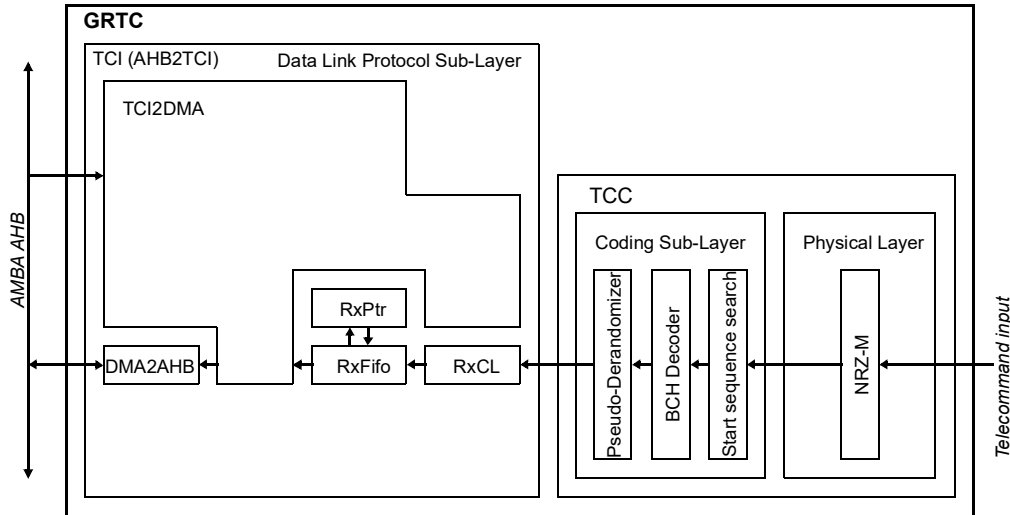 GRTC
TCI (AHB2TCI)
Data Link Protocol Sub-Layer
TCI2DMA
AMBA AHB
RxPtr
DMA2AHB
RxFifo
RxCL
TCC
Coding Sub-Layer
Physical Layer
Pseudo-Derandomizer
BCH Decoder
Start sequence search
NRZ-M
Telecommand input